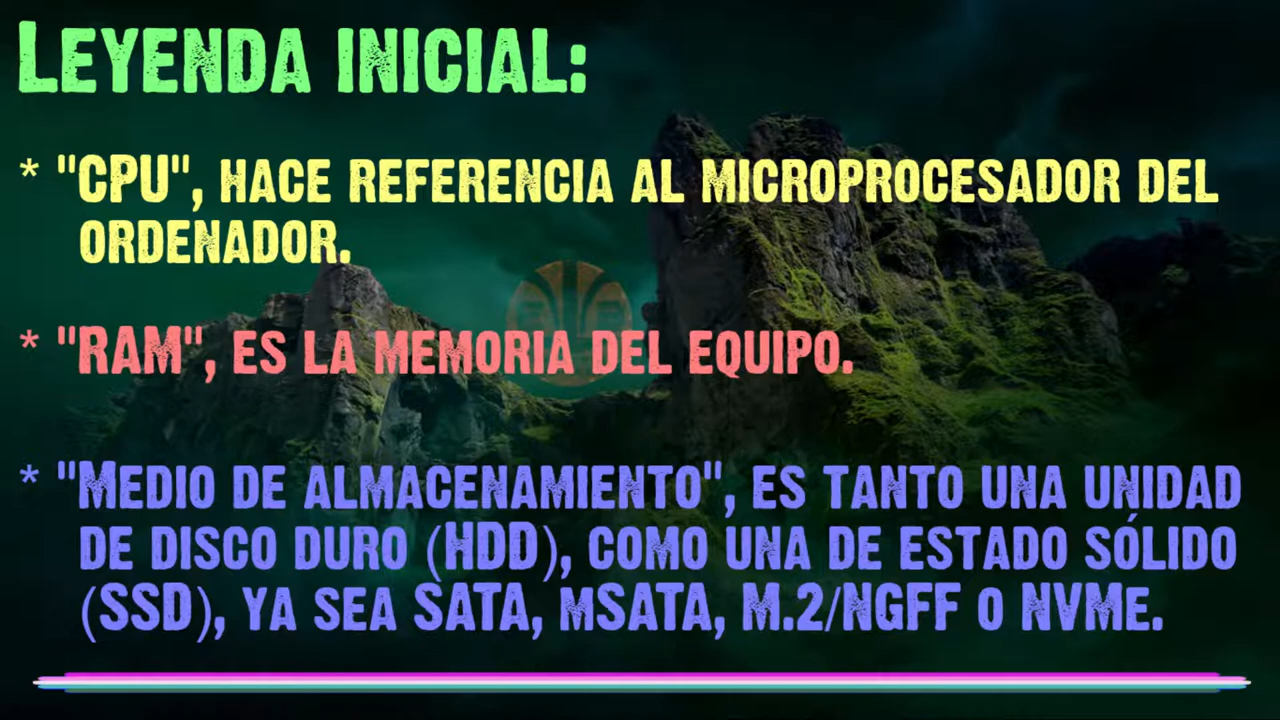 Leyenda inicial:
* "CPU", hace referencia al microprocesador del
ordenador.
* "RAM", es la memoria del equipo.
* "Medio de almacenamiento", es tanto una unidad
de disco duro (HDD), como una de estado sólido
(SSD), ya sea SATA, mSATA, M.2/NGFF o NVMe.